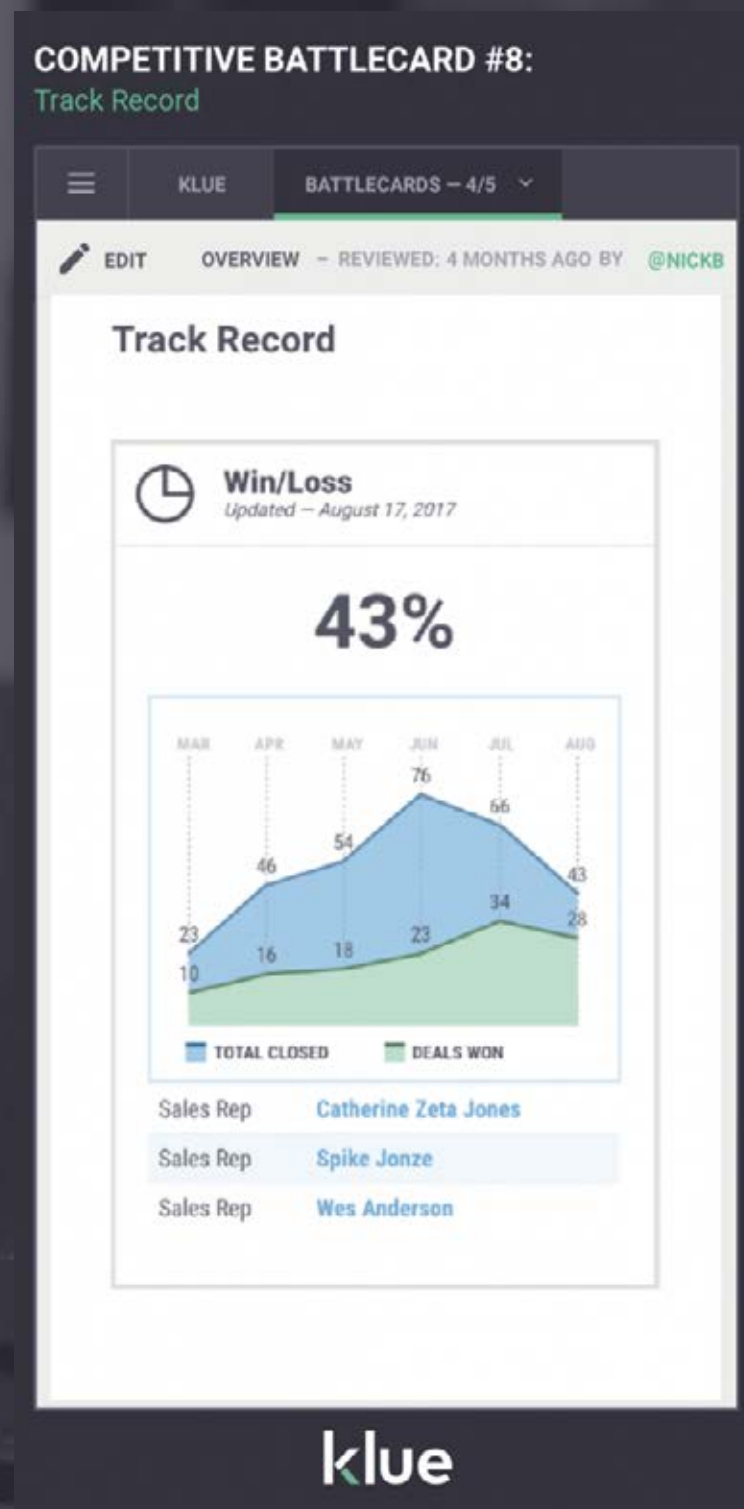 COMPETITIVE BATTLECARD #8:
Track Record
KLUE BATTLECARDS – 4/5
EDIT OVERVIEW – REVIEWED: 4 MONTHS AGO BY @NICKB
Track Record
Win/Loss
Updated – August 17, 2017
43%
MAR APR MAY JUN JUL AUG
76
66
54
46
43
34
28
23
23
18
16
10
TOTAL CLOSED DEALS WON
Sales Rep Catherine Zeta Jones
Sales Rep Spike Jonze
Sales Rep Wes Anderson
klue